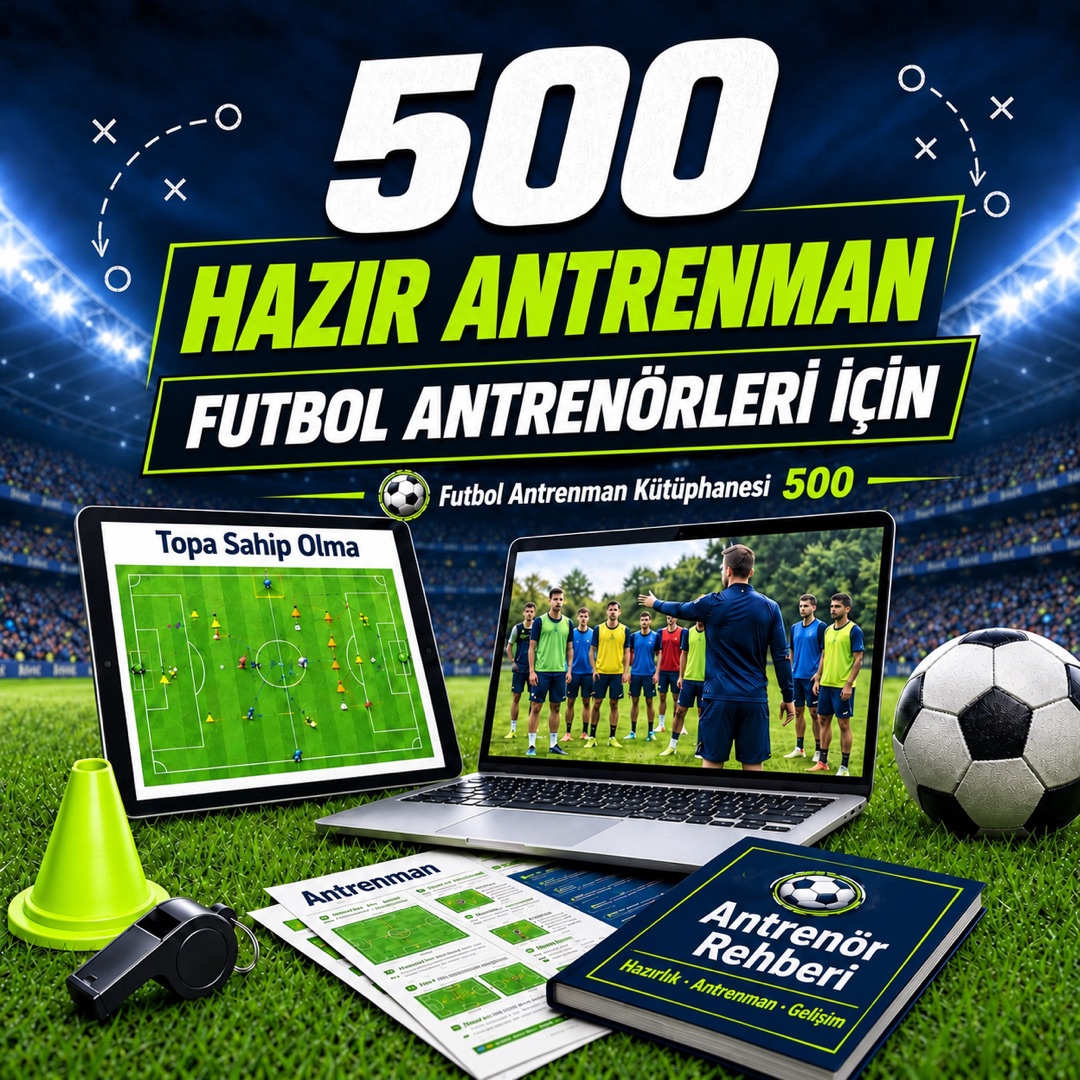 500
HAZIR ANTRENMAN
FUTBOL ANTRENÖRLERİ İÇİN
Futbol Antrenman Kütüphanesi 500
Topa Sahip Olma
Antrenman
Antrenör
Rehberi
Hazırlık · Antrenman · Gelişim